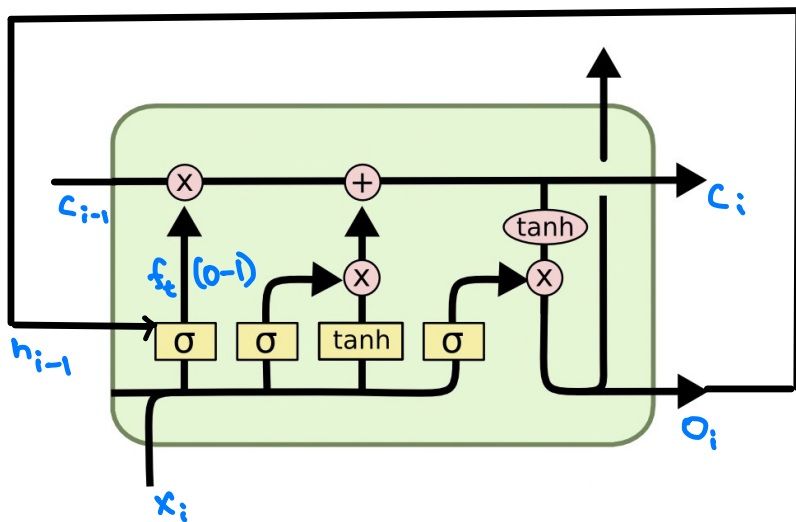 x
+
C i-1
C i
tanh
f t (0-1)
x
x
σ
σ
tanh
σ
h i-1
O i
x i